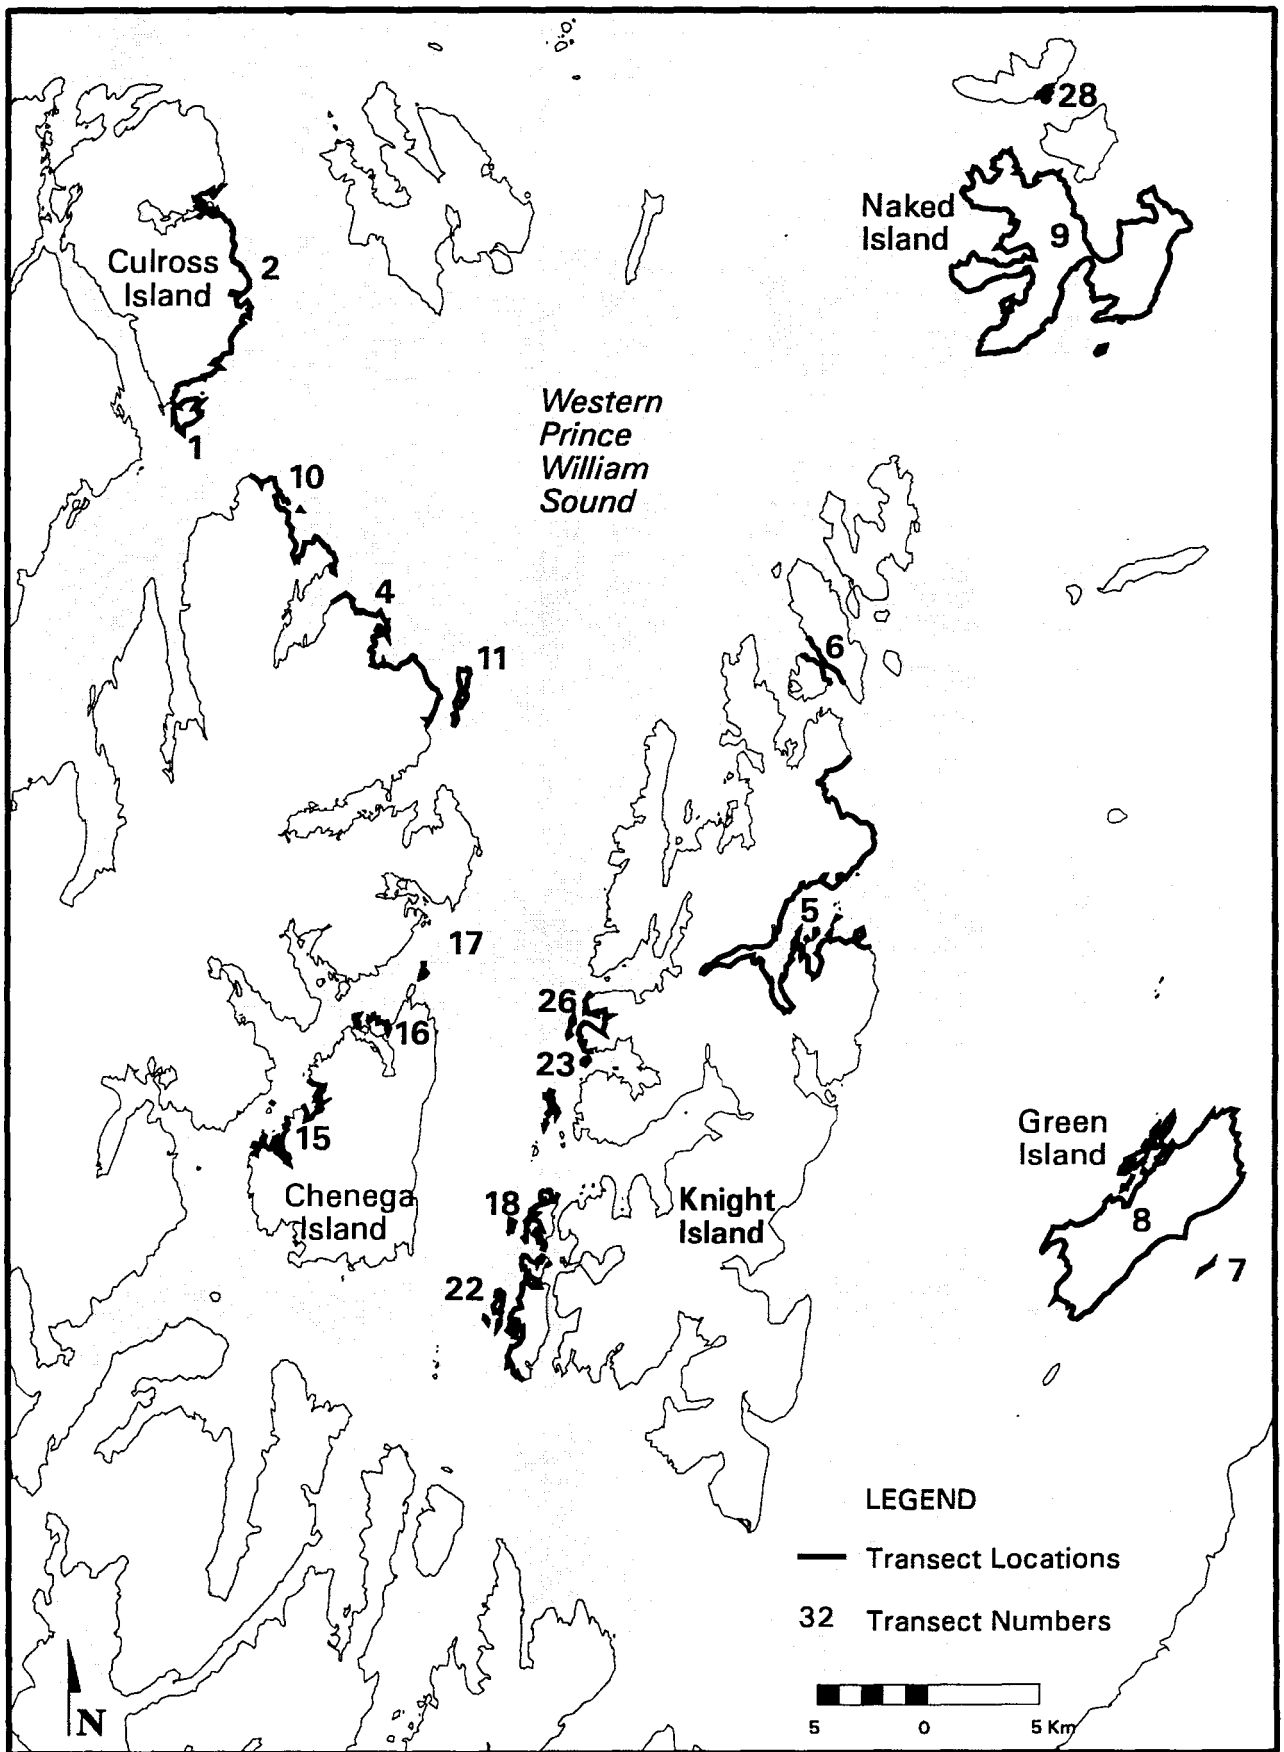 28
Naked
Island
9
Culross
Island
2
Western
Prince
William
Sound
1
10
4
11
6
5
17
26
16
23
15
Green
Island
Chenega
Island
18
Knight
Island
8
7
22
LEGEND
Transect Locations
32 Transect Numbers
N
5 0 5 Km